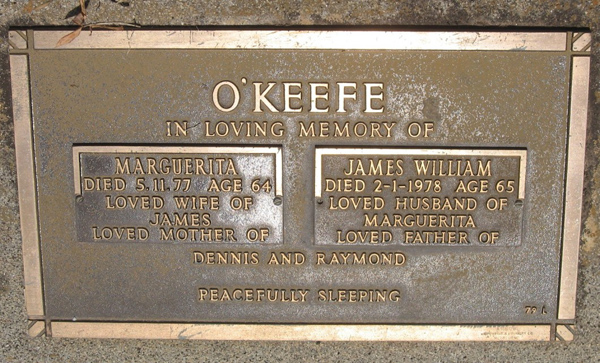 O'KEEFE
IN LOVING MEMORY OF
MARGUERITA
DIED 5.11.77 AGE 64
LOVED WIFE OF
JAMES
LOVED MOTHER OF
JAMES WILLIAM
DIED 2-1-1978 AGE 65
LOVED HUSBAND OF
MARGUERITA
LOVED FATHER OF
DENNIS AND RAYMOND
PEACEFULLY SLEEPING
79 L